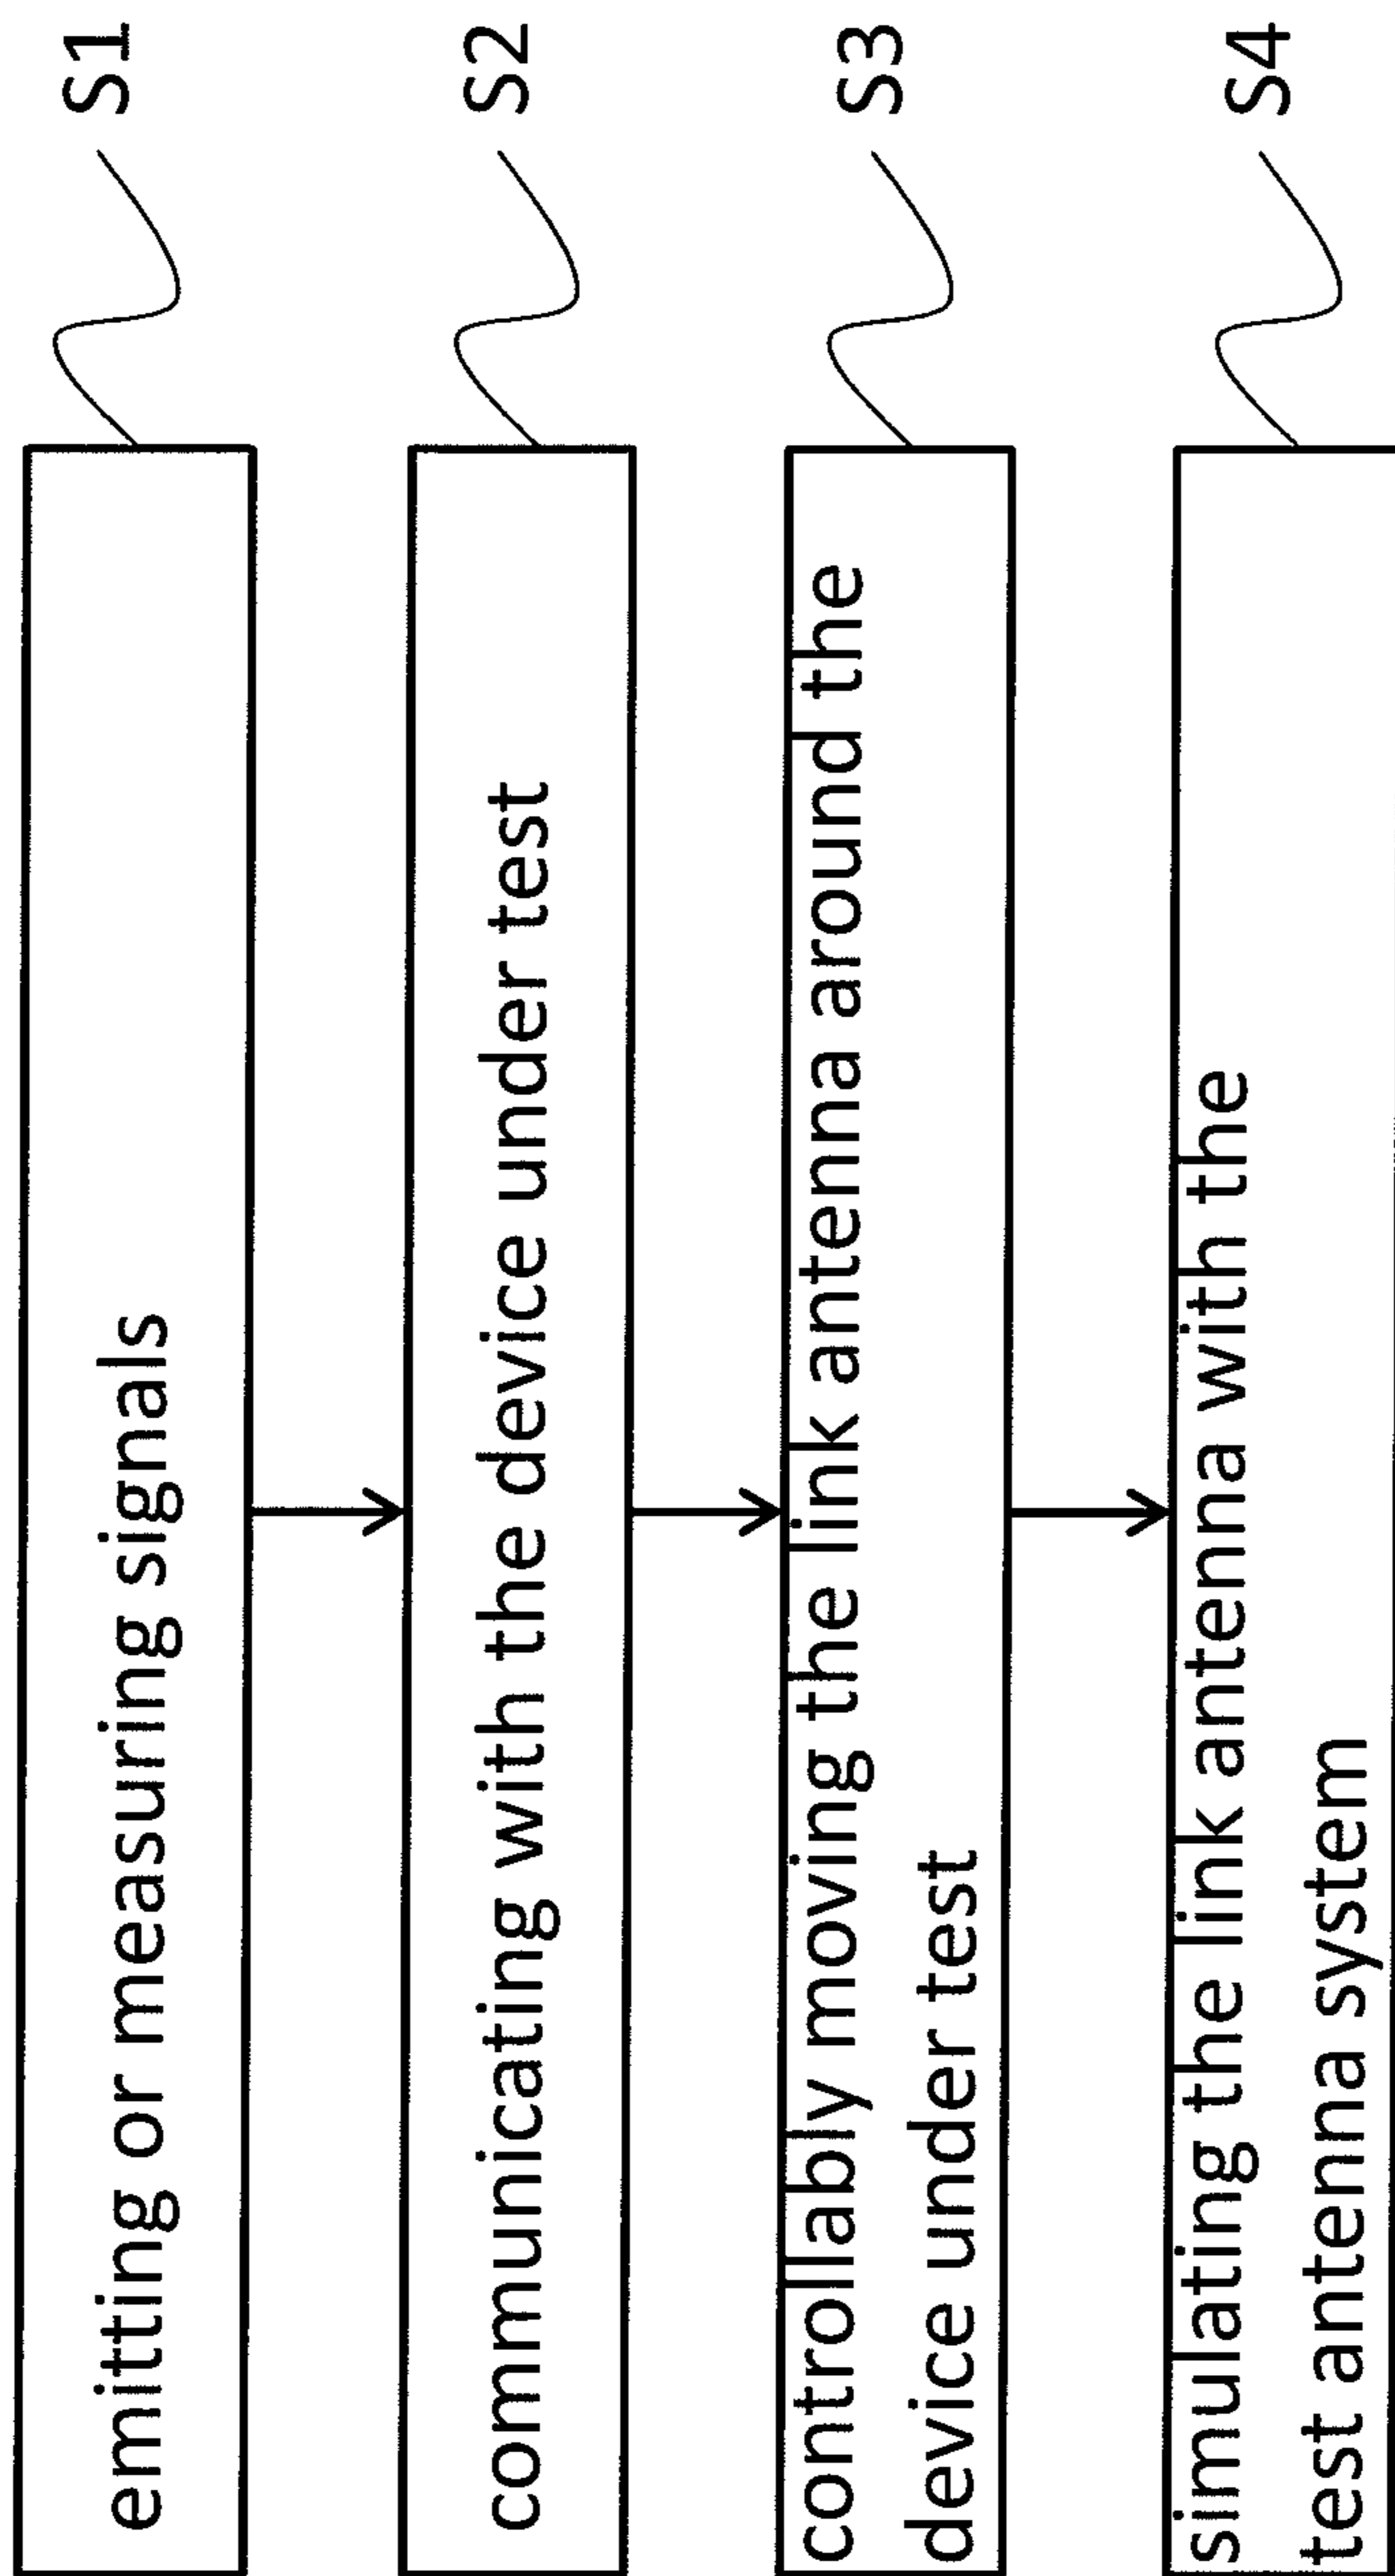 emitting or measuring signals
S1
communicating with the device under test
S2
controllably moving the link antenna around the
device under test
S3
simulating the link antenna with the
test antenna system
S4